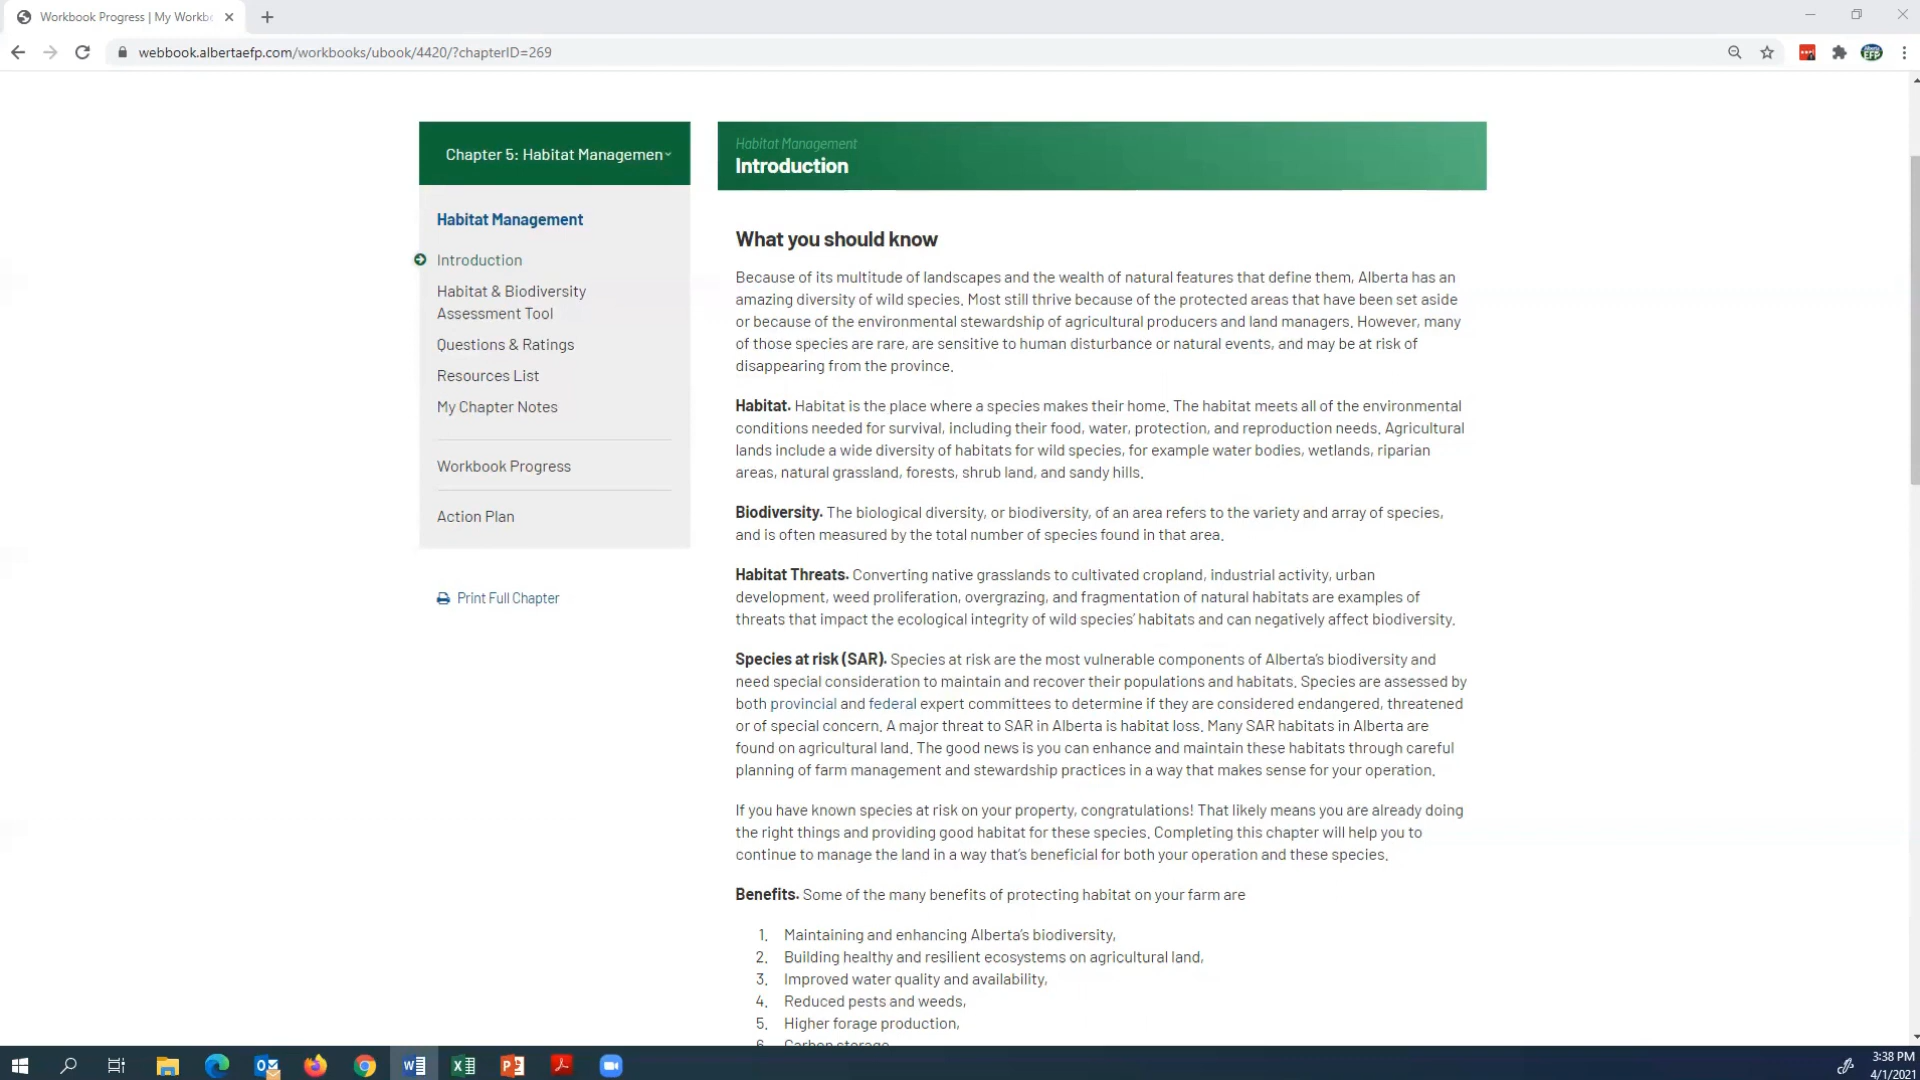 Workbook Progress | My Workbo
webbook.albertaefp.com/workbooks/ubook/4420/?chapterID=269
Chapter 5: Habitat Managemen
Habitat Management
Introduction
Habitat & Biodiversity
Assessment Tool
Questions & Ratings
Resources List
My Chapter Notes
Workbook Progress
Action Plan
Print Full Chapter
Habitat Management
Introduction
What you should know
Because of its multitude of landscapes and the wealth of natural features that define them, Alberta has an
amazing diversity of wild species. Most still thrive because of the protected areas that have been set aside
or because of the environmental stewardship of agricultural producers and land managers. However, many
of those species are rare, are sensitive to human disturbance or natural events, and may be at risk of
disappearing from the province.
Habitat. Habitat is the place where a species makes their home. The habitat meets all of the environmental
conditions needed for survival, including their food, water, protection, and reproduction needs. Agricultural
lands include a wide diversity of habitats for wild species, for example water bodies, wetlands, riparian
areas, natural grassland, forests, shrub land, and sandy hills.
Biodiversity. The biological diversity, or biodiversity, of an area refers to the variety and array of species,
and is often measured by the total number of species found in that area.
Habitat Threats. Converting native grasslands to cultivated cropland, industrial activity, urban
development, weed proliferation, overgrazing, and fragmentation of natural habitats are examples of
threats that impact the ecological integrity of wild species' habitats and can negatively affect biodiversity.
Species at risk (SAR). Species at risk are the most vulnerable components of Alberta's biodiversity and
need special consideration to maintain and recover their populations and habitats. Species are assessed by
both provincial and federal expert committees to determine if they are considered endangered, threatened
or of special concern. A major threat to SAR in Alberta is habitat loss. Many SAR habitats in Alberta are
found on agricultural land. The good news is you can enhance and maintain these habitats through careful
planning of farm management and stewardship practices in a way that makes sense for your operation.
If you have known species at risk on your property, congratulations! That likely means you are already doing
the right things and providing good habitat for these species. Completing this chapter will help you to
continue to manage the land in a way that's beneficial for both your operation and these species.
Benefits. Some of the many benefits of protecting habitat on your farm are
1. Maintaining and enhancing Alberta's biodiversity,
2. Building healthy and resilient ecosystems on agricultural land,
3. Improved water quality and availability,
4. Reduced pests and weeds,
5. Higher forage production,
6. Carbon storage
3:38 PM
4/1/2021